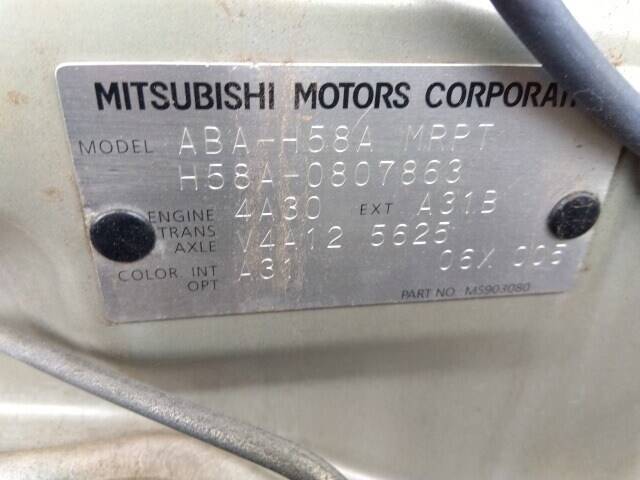 MITSUBISHI MOTORS CORPORAT
MODEL ABA-H58A MRPT
H58A-0807863
ENGINE 4A30 EXT A31B
TRANS AXLE V4A12 5625
COLOR INT OPT A31 06X 005
PART NO MS903080